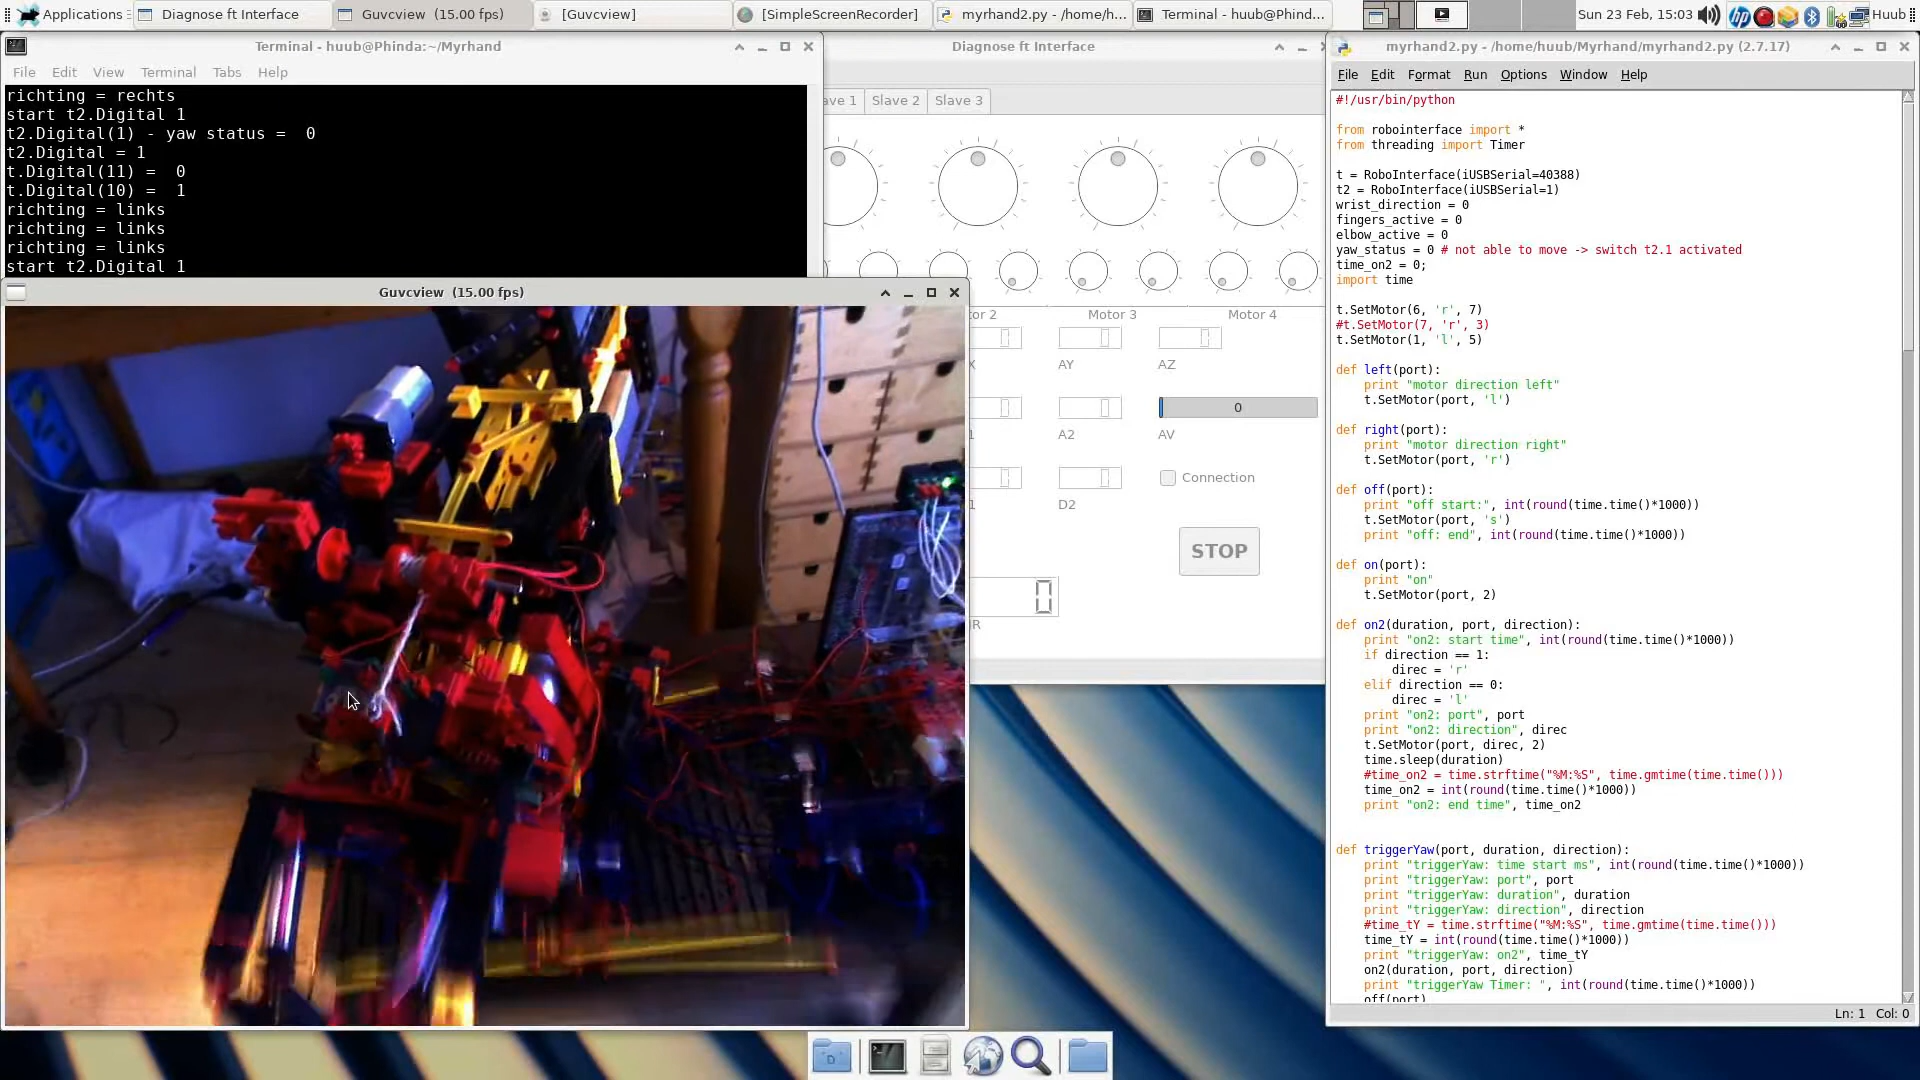 Applications
Diagnose ft Interface
Guvcview (15.00 fps)
[Guvcview]
[SimpleScreenRecorder]
myrhand2.py - /home/h...
Terminal - huub@Phind...
Sun 23 Feb, 15:03
Huub
Terminal - huub@Phinda:~/Myrhand
File Edit View Terminal Tabs Help
richting = rechts
start t2.Digital 1
t2.Digital(1) - yaw status =  0
t2.Digital = 1
t.Digital(11) =  0
t.Digital(10) =  1
richting = links
richting = links
richting = links
start t2.Digital 1
Guvcview (15.00 fps)
Diagnose ft Interface
ave 1 Slave 2 Slave 3
tor 2 Motor 3 Motor 4
X AY AZ
0
1 A2 AV
Connection
1 D2
STOP
0
IR
myrhand2.py - /home/huub/Myrhand/myrhand2.py (2.7.17)
File Edit Format Run Options Window Help
#!/usr/bin/python
from robointerface import *
from threading import Timer
t = RoboInterface(iUSBSerial=40388)
t2 = RoboInterface(iUSBSerial=1)
wrist_direction = 0
fingers_active = 0
elbow_active = 0
yaw_status = 0 # not able to move -> switch t2.1 activated
time_on2 = 0;
import time
t.SetMotor(6, 'r', 7)
#t.SetMotor(7, 'r', 3)
t.SetMotor(1, 'l', 5)
def left(port):
    print "motor direction left"
    t.SetMotor(port, 'l')
def right(port):
    print "motor direction right"
    t.SetMotor(port, 'r')
def off(port):
    print "off start:", int(round(time.time()*1000))
    t.SetMotor(port, 's')
    print "off: end", int(round(time.time()*1000))
def on(port):
    print "on"
    t.SetMotor(port, 2)
def on2(duration, port, direction):
    print "on2: start time", int(round(time.time()*1000))
    if direction == 1:
        direc = 'r'
    elif direction == 0:
        direc = 'l'
    print "on2: port", port
    print "on2: direction", direc
    t.SetMotor(port, direc, 2)
    time.sleep(duration)
    #time_on2 = time.strftime("%M:%S", time.gmtime(time.time()))
    time_on2 = int(round(time.time()*1000))
    print "on2: end time", time_on2
def triggerYaw(port, duration, direction):
    print "triggerYaw: time start ms", int(round(time.time()*1000))
    print "triggerYaw: port", port
    print "triggerYaw: duration", duration
    print "triggerYaw: direction", direction
    #time_tY = time.strftime("%M:%S", time.gmtime(time.time()))
    time_tY = int(round(time.time()*1000))
    print "triggerYaw: on2", time_tY
    on2(duration, port, direction)
    print "triggerYaw Timer: ", int(round(time.time()*1000))
    off(port)
Ln: 1 Col: 0